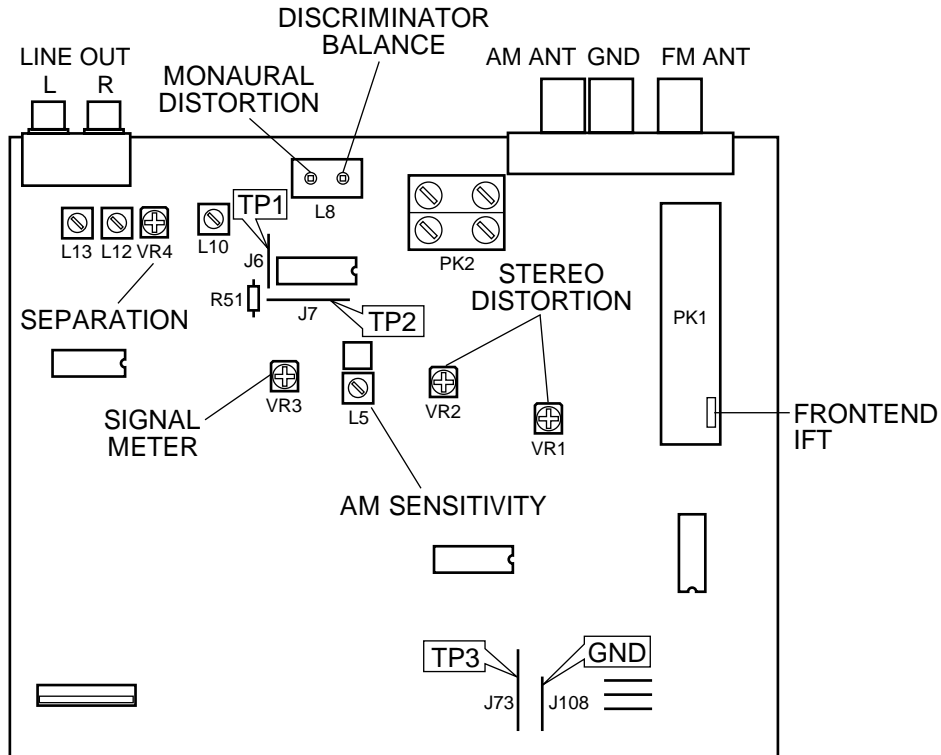 DISCRIMINATOR
BALANCE
LINE OUT
L R
MONAURAL
DISTORTION
AM ANT GND FM ANT
L8
TP1
L13 L12 VR4 L10
J6
PK2
R51
J7
TP2
SEPARATION
STEREO
DISTORTION
PK1
VR3
L5
VR2
VR1
SIGNAL
METER
FRONTEND
IFT
AM SENSITIVITY
TP3
GND
J73
J108